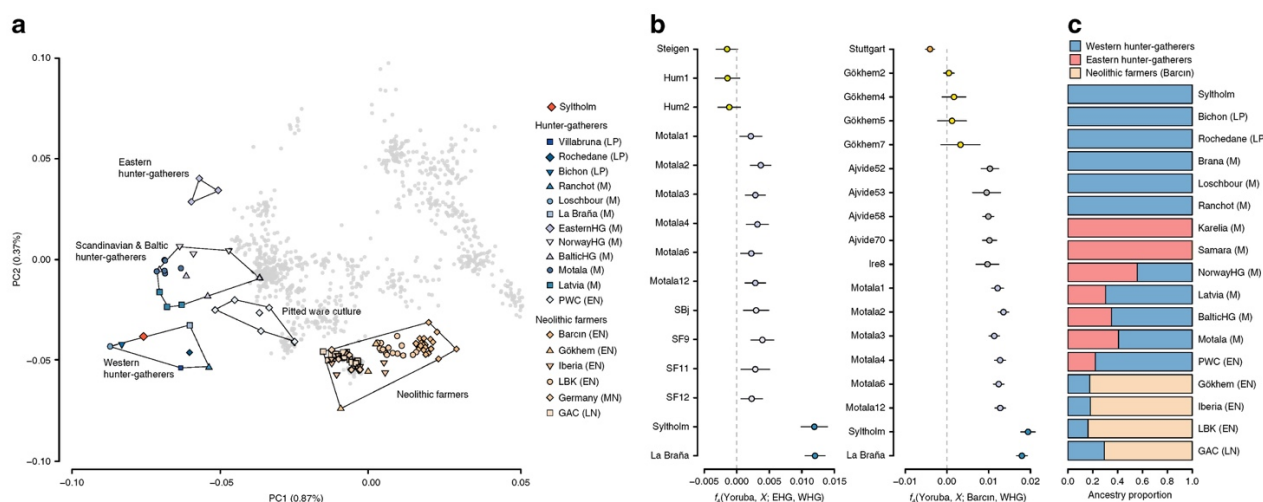 a
0.10
0.05
0.00
−0.05
−0.10
PC2 (0.37%)
−0.10
−0.05
−0.00
0.05
PC1 (0.87%)
Eastern
hunter-gatherers
Scandinavian & Baltic
hunter-gatherers
Pitted ware culture
Western
hunter-gatherers
Neolithic farmers
Syltholm
Hunter-gatherers
Villabruna (LP)
Rochedane (LP)
Bichon (LP)
Ranchot (M)
Loschbour (M)
La Braña (M)
EasternHG (M)
NorwayHG (M)
BalticHG (M)
Motala (M)
Latvia (M)
PWC (EN)
Neolithic farmers
Barcın (EN)
Gökhem (EN)
Iberia (EN)
LBK (EN)
Germany (MN)
GAC (LN)
b
Steigen
Hum1
Hum2
Motala1
Motala2
Motala3
Motala4
Motala6
Motala12
SBj
SF9
SF11
SF12
Syltholm
La Braña
−0.005
0.000
0.005
0.010
0.015
f4(Yoruba, X; EHG, WHG)
Stuttgart
Gökhem2
Gökhem4
Gökhem5
Gökhem7
Ajvide52
Ajvide53
Ajvide58
Ajvide70
Ire8
Motala1
Motala2
Motala3
Motala4
Motala6
Motala12
Syltholm
La Braña
−0.01
0.00
0.01
0.02
f4(Yoruba, X; Barcın, WHG)
c
Western hunter-gatherers
Eastern hunter-gatherers
Neolithic farmers (Barcın)
Syltholm
Bichon (LP)
Rochedane (LP)
Brana (M)
Loschbour (M)
Ranchot (M)
Karelia (M)
Samara (M)
NorwayHG (M)
Latvia (M)
BalticHG (M)
Motala (M)
PWC (EN)
Gökhem (EN)
Iberia (EN)
LBK (EN)
GAC (LN)
0.0 0.2 0.4 0.6 0.8 1.0
Ancestry proportion